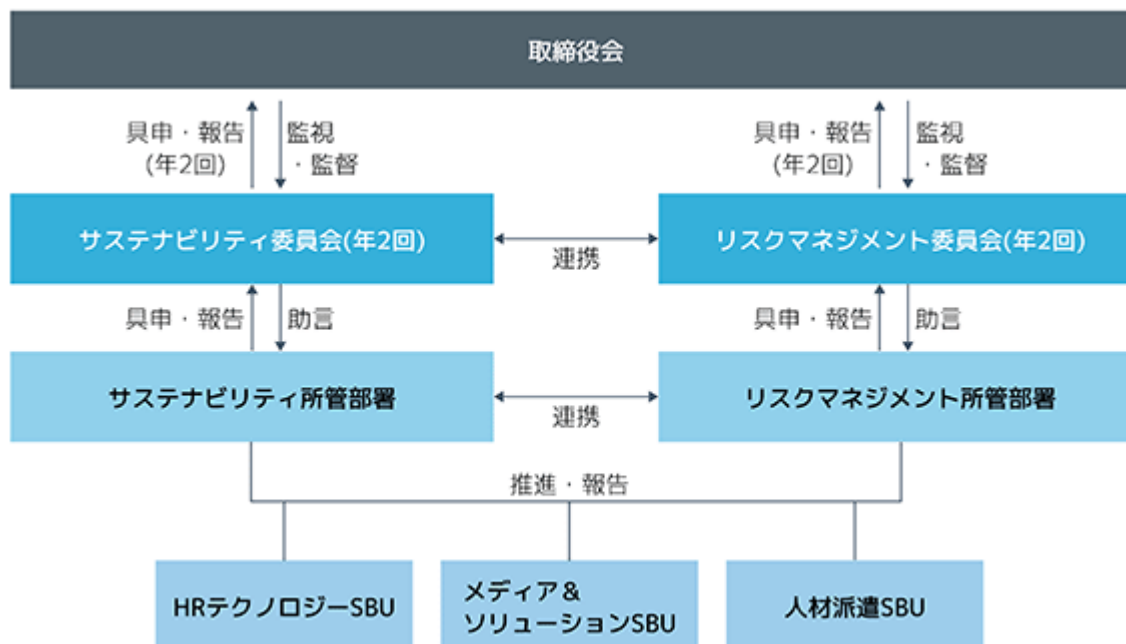 取締役会
具申・報告
(年2回)
監視
・監督
具申・報告
(年2回)
監視
・監督
サステナビリティ委員会(年2回)
連携
リスクマネジメント委員会(年2回)
具申・報告
助言
具申・報告
助言
サステナビリティ所管部署
連携
リスクマネジメント所管部署
推進・報告
HRテクノロジーSBU
メディア&
ソリューションSBU
人材派遣SBU